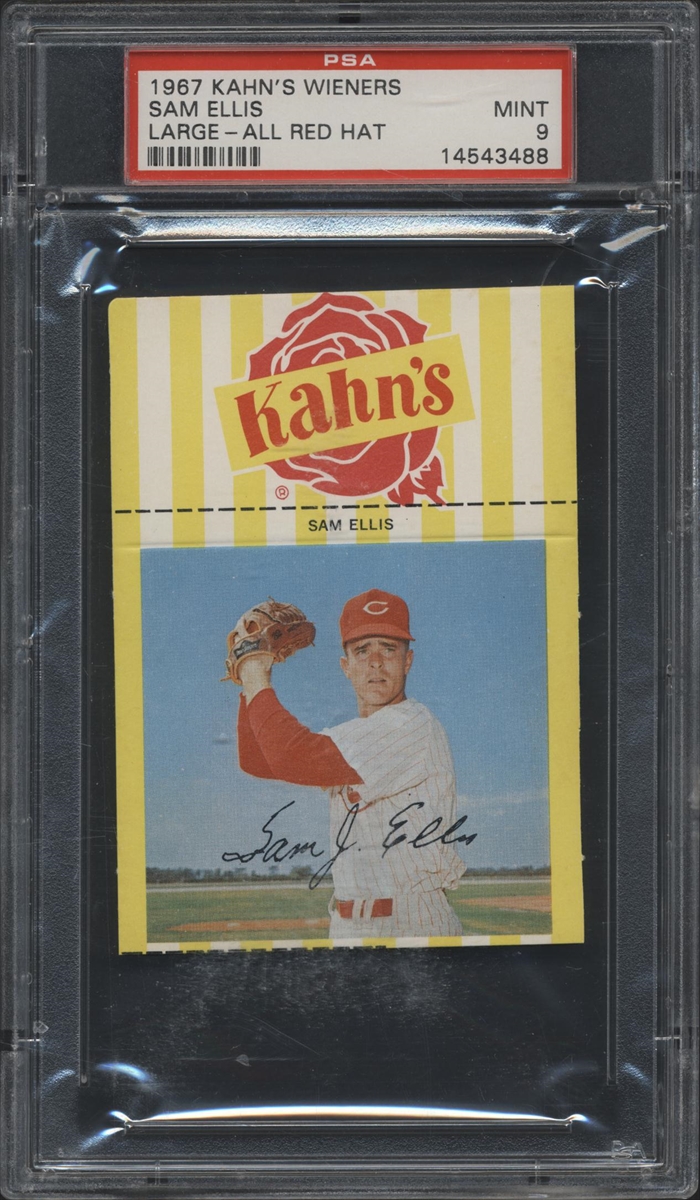 PSA
1967 KAHN'S WIENERS
SAM ELLIS MINT
LARGE - ALL RED HAT 9
14543488
Kahn's
®
SAM ELLIS
C
Sam J. Ellis